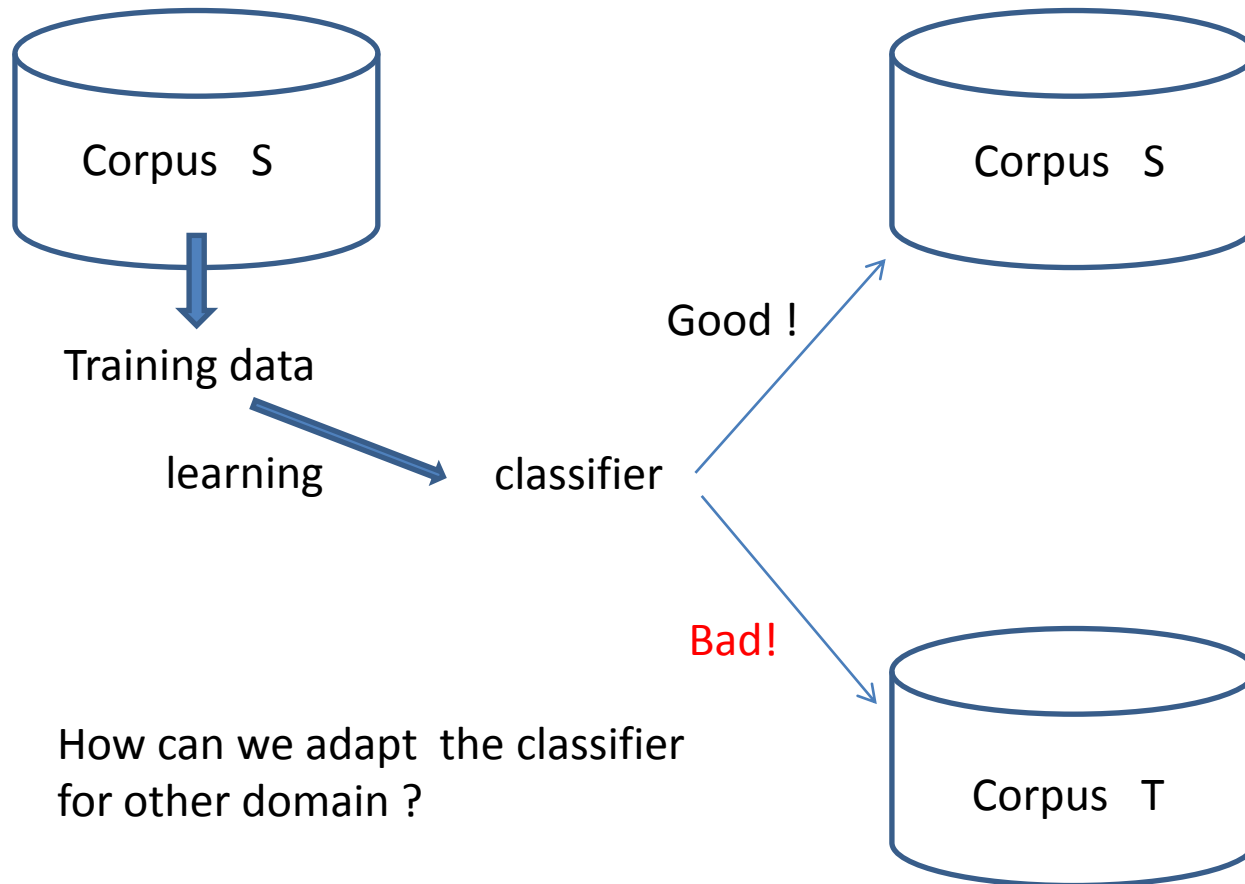 Corpus S
Corpus S
Good !
Training data
learning
classifier
Bad!
How can we adapt the classifier
for other domain ?
Corpus T